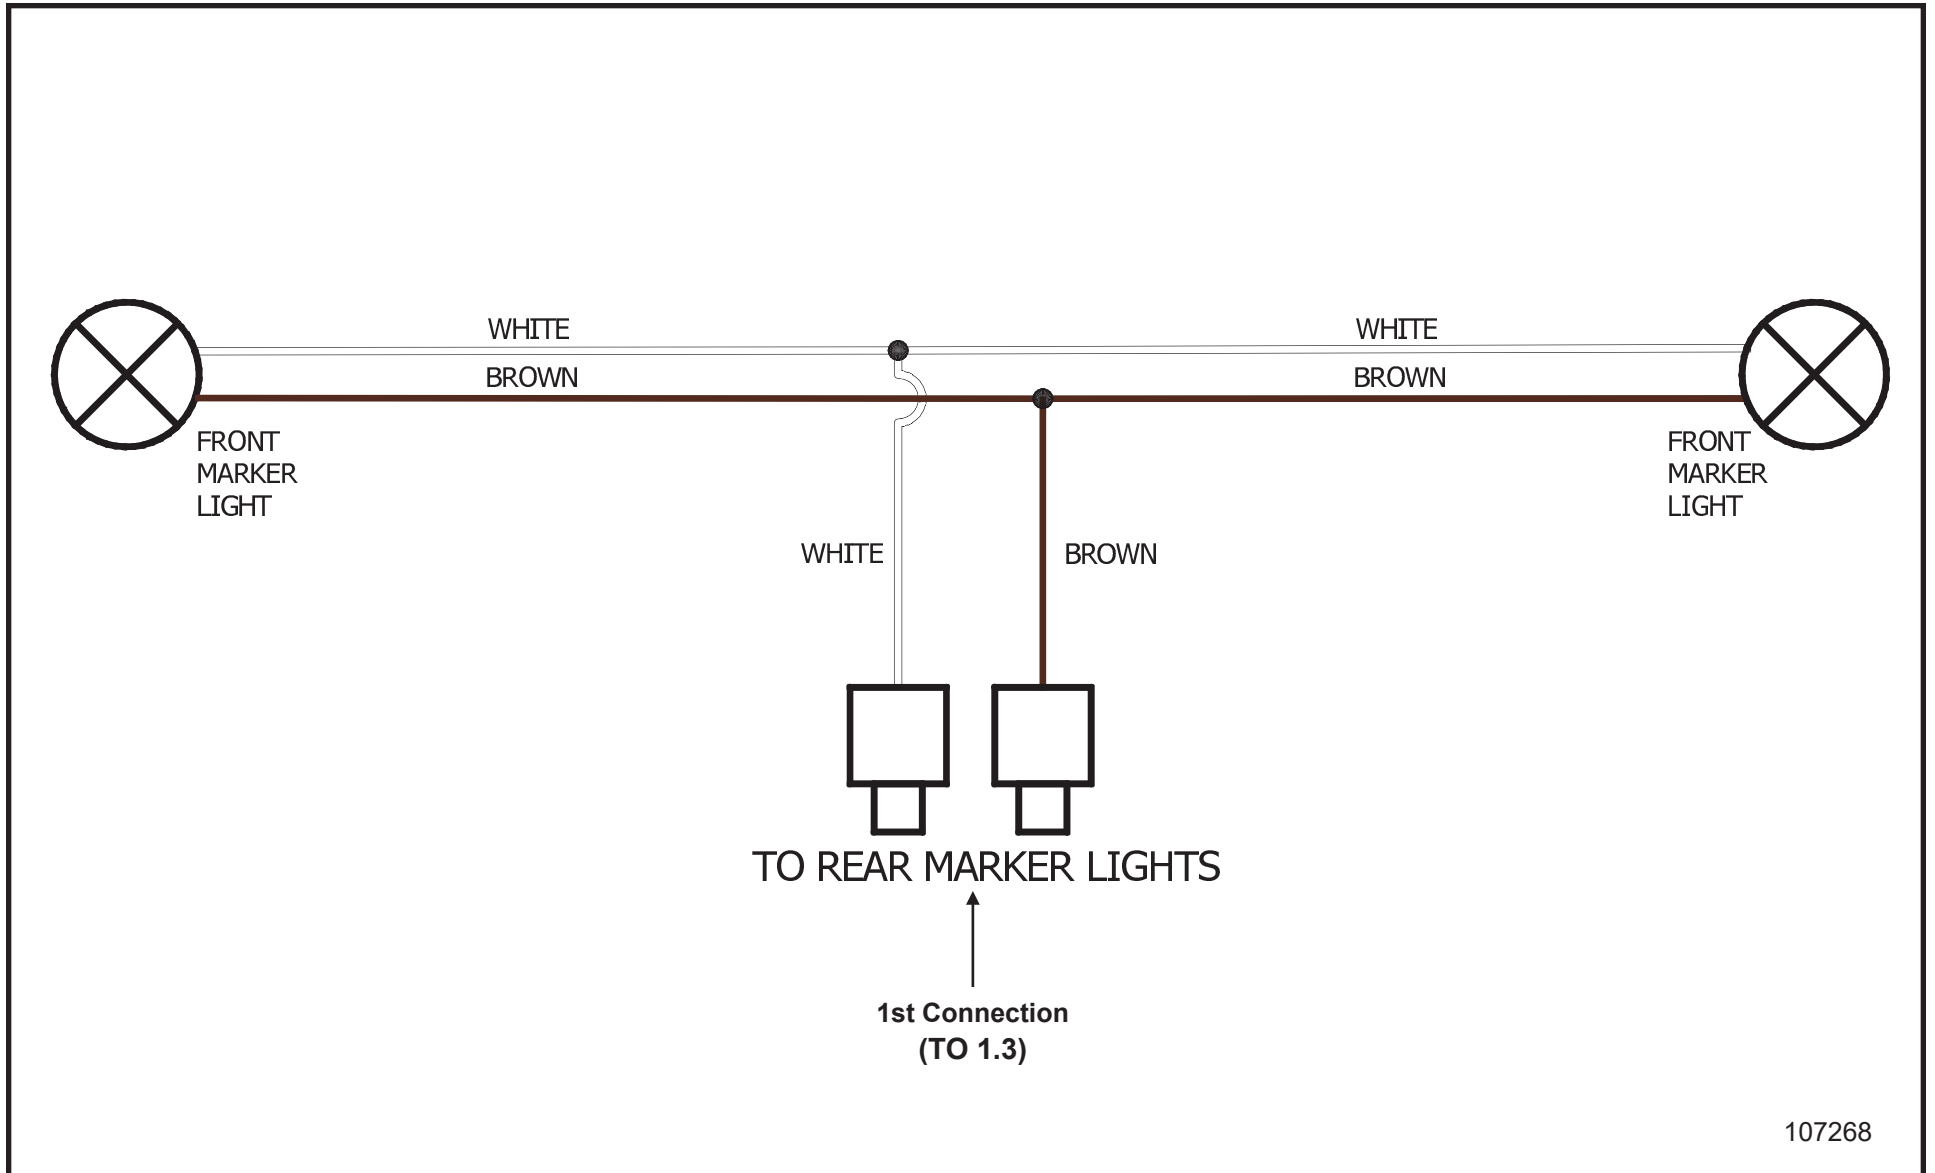 WHITE
WHITE
BROWN
BROWN
FRONT
MARKER
LIGHT
FRONT
MARKER
LIGHT
WHITE
BROWN
TO REAR MARKER LIGHTS
1st Connection
(TO 1.3)
107268